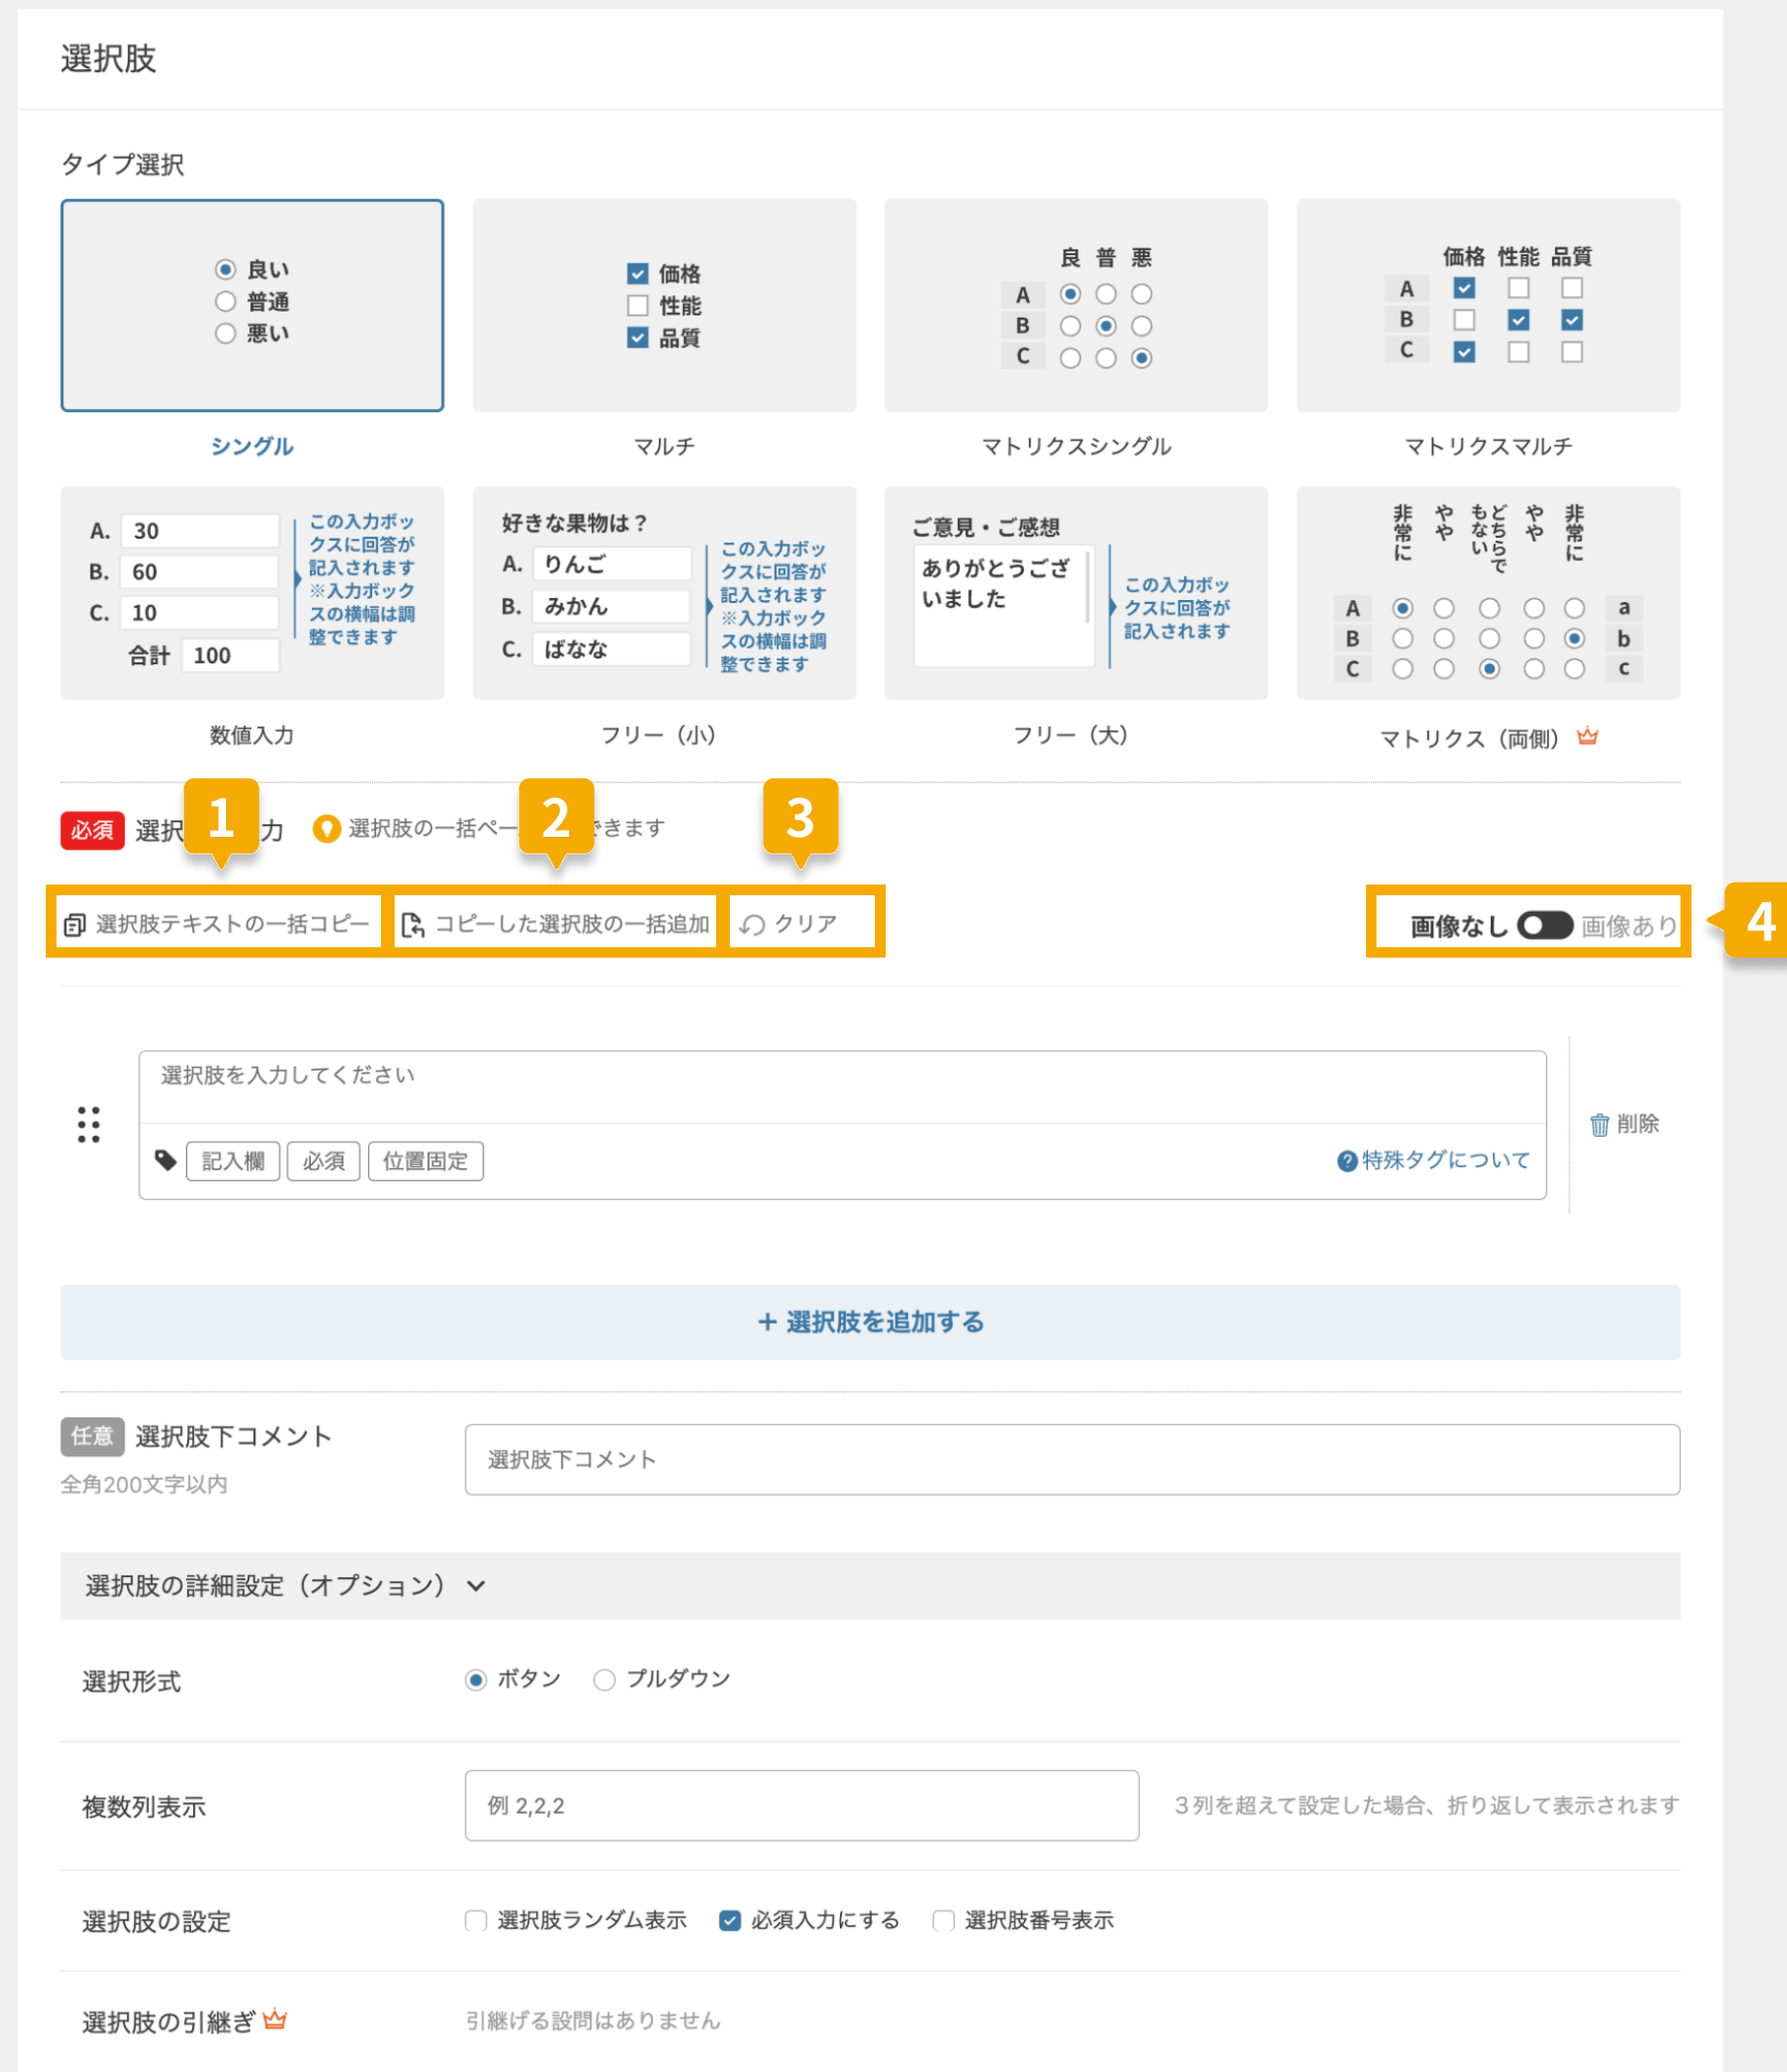 選択肢
タイプ選択
良い
普通
悪い
シングル
価格
性能
品質
マルチ
良 普 悪
A
B
C
マトリクスシングル
価格 性能 品質
A
B
C
マトリクスマルチ
A. 30
B. 60
C. 10
合計 100
この入力ボッ
クスに回答が
記入されます
※入力ボック
スの横幅は調
整できます
数値入力
好きな果物は？
A. りんご
B. みかん
C. ばなな
この入力ボッ
クスに回答が
記入されます
※入力ボック
スの横幅は調
整できます
フリー（小）
ご意見・ご感想
ありがとうござ
いました
この入力ボッ
クスに回答が
記入されます
フリー（大）
非常に
やや
どちらで
もない
やや
非常に
A a
B b
C c
マトリクス（両側）
1
2
3
必須 選択 力 選択肢の一括ペー できます
選択肢テキストの一括コピー コピーした選択肢の一括追加 クリア 画像なし 画像あり
4
選択肢を入力してください
記入欄 必須 位置固定 ?特殊タグについて
削除
+ 選択肢を追加する
任意 選択肢下コメント
全角200文字以内
選択肢下コメント
選択肢の詳細設定（オプション）
選択形式 ボタン プルダウン
複数列表示 例 2,2,2 3列を超えて設定した場合、折り返して表示されます
選択肢の設定 選択肢ランダム表示 必須入力にする 選択肢番号表示
選択肢の引継ぎ 引継げる設問はありません